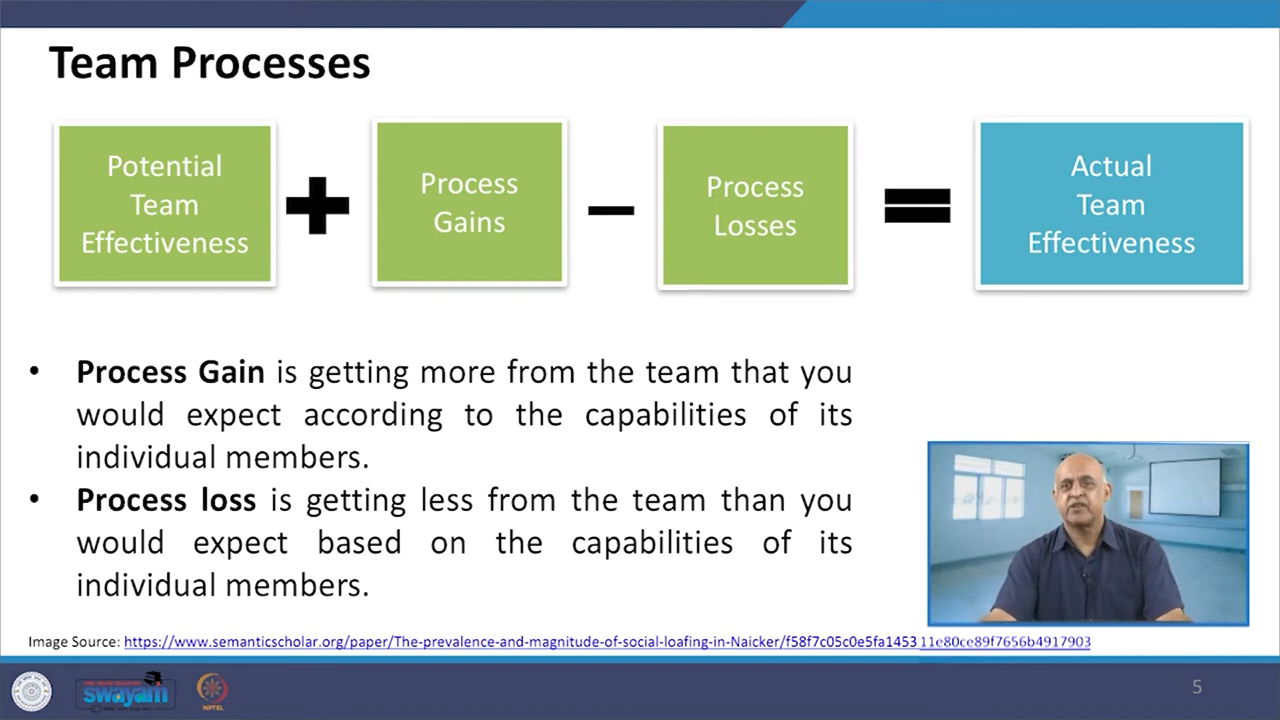 Team Processes
Potential
Team
Effectiveness
Process
Gains
Process
Losses
Actual
Team
Effectiveness
• Process Gain is getting more from the team that you
would expect according to the capabilities of its
individual members.
• Process loss is getting less from the team than you
would expect based on the capabilities of its
individual members.
Image Source: https://www.semanticscholar.org/paper/The-prevalence-and-magnitude-of-social-loafing-in-Naicker/f58f7c05c0e5fa145311e80ce89f7656b4917903
swayam
NPTEL
5